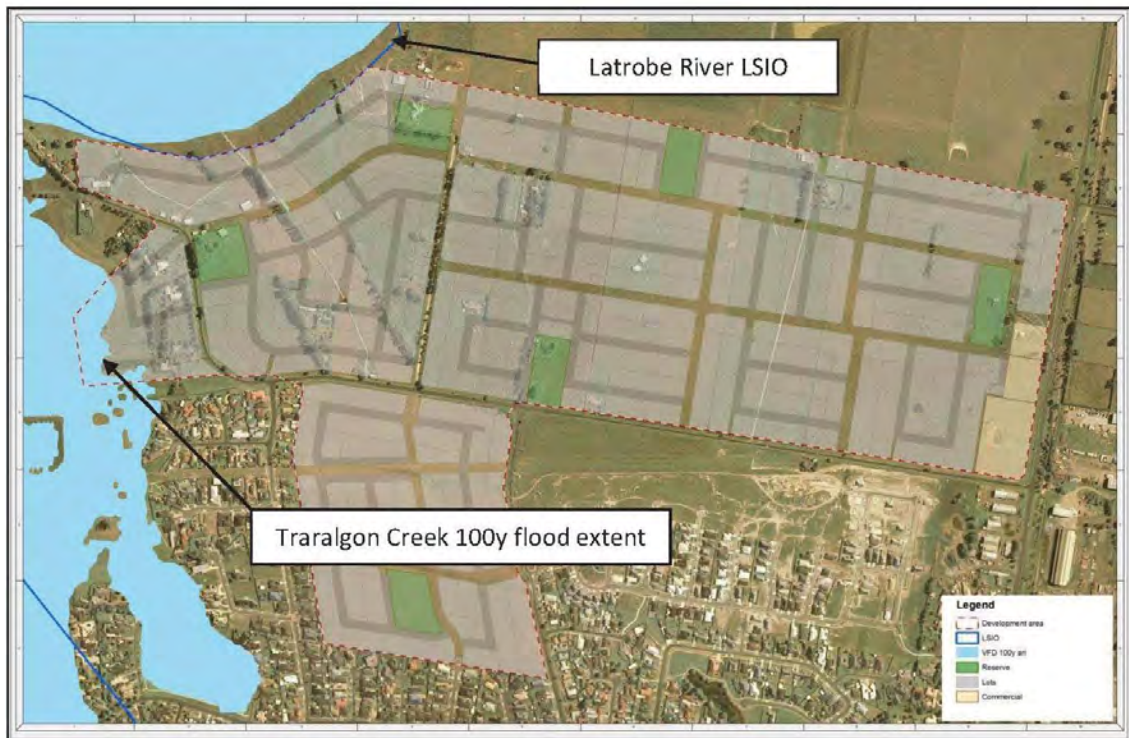 Latrobe River LSIO
Traralgon Creek 100y flood extent
Legend
Development area
LSIO
VFD 100y ari
Reserve
Lots
Commercial